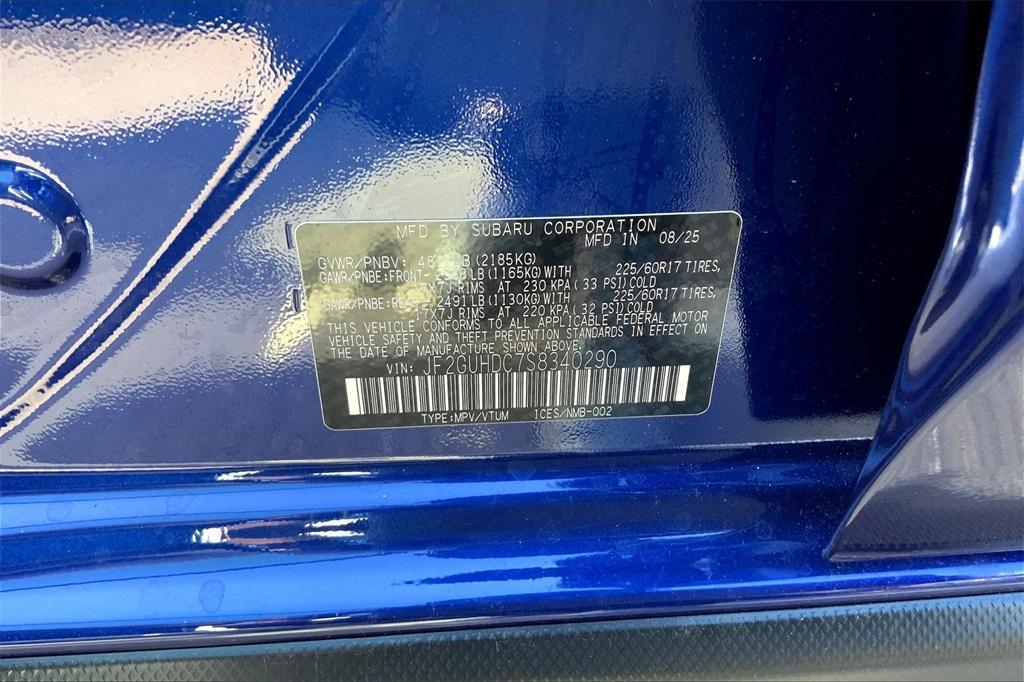 MFD BY SUBARU CORPORATION
MFD IN 08/25
GVWR/PNBV: LB (2185KG)
GAWR/PNBE:FRONT- LB (1165KG) WITH 225/60R17 TIRES,
17X7J RIMS AT 230 KPA (33 PSI) COLD
GAWR/PNBE:REAR- 2491 LB (1130KG) WITH 225/60R17 TIRES,
17X7J RIMS AT 220 KPA (32 PSI) COLD
THIS VEHICLE CONFORMS TO ALL APPLICABLE FEDERAL MOTOR
VEHICLE SAFETY AND THEFT PREVENTION STANDARDS IN EFFECT ON
THE DATE OF MANUFACTURE SHOWN ABOVE.
VIN: JF2GUHDC7S8340290
TYPE:MPV/VTUM ICES/NMB-002